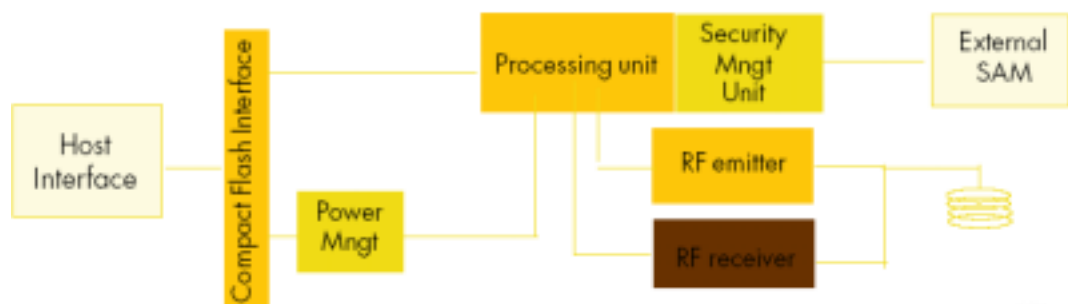 Host
Interface
Compact Flash Interface
Power
Mngt
Processing unit
Security
Mngt
Unit
External
SAM
RF emitter
RF receiver